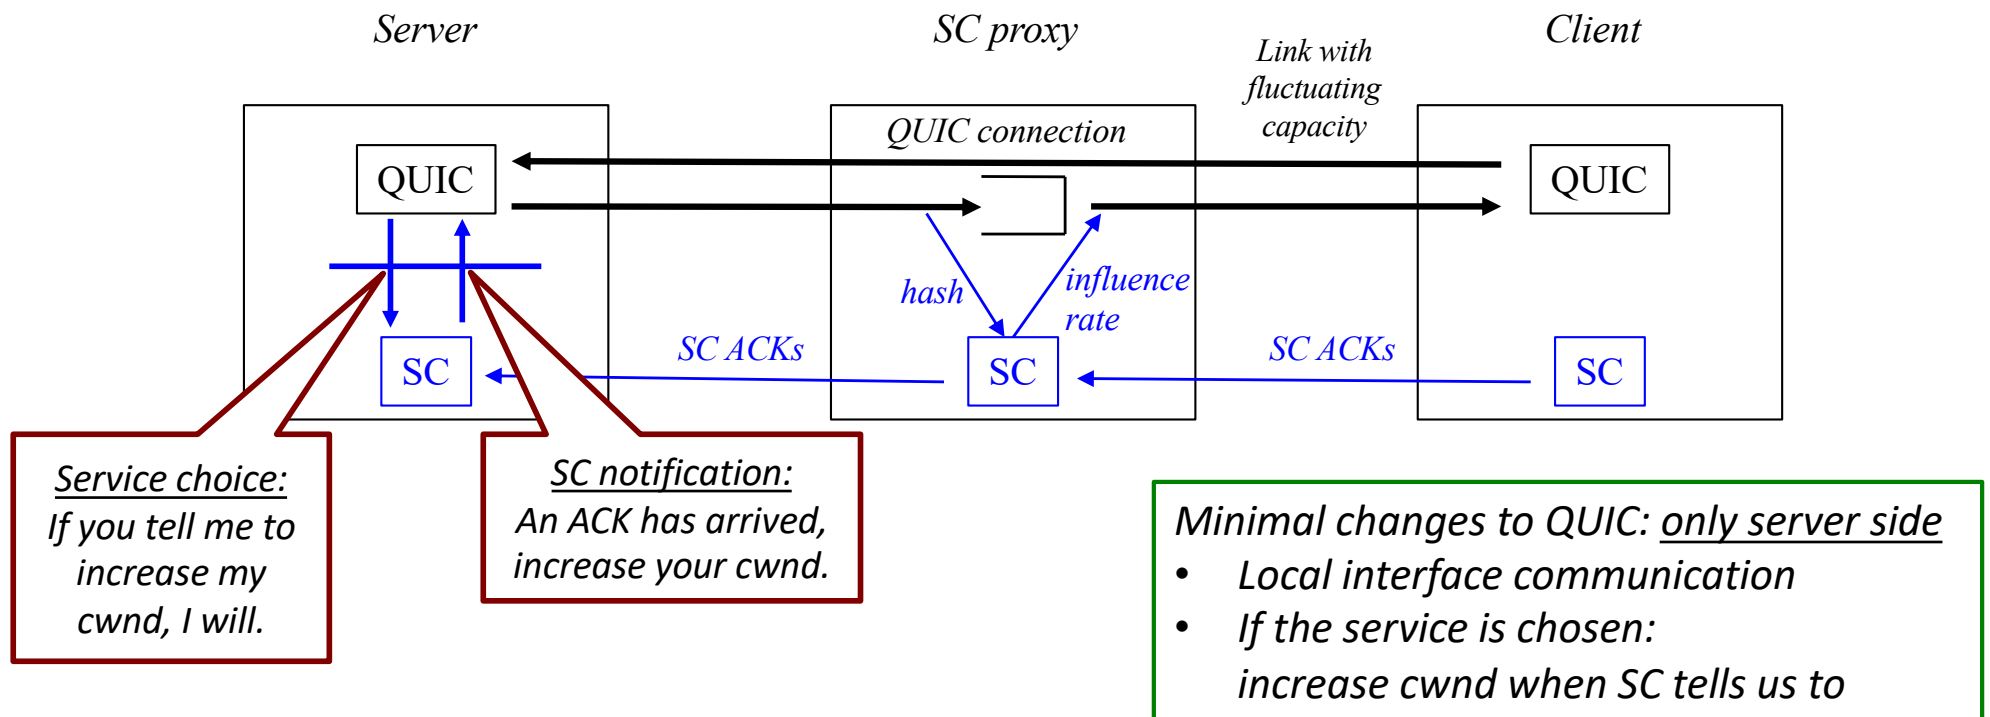 Server
SC proxy
Client
Link with
fluctuating
capacity
QUIC connection
QUIC
QUIC
hash
influence
rate
SC ACKs
SC ACKs
SC
SC
SC
Service choice:
If you tell me to
increase my
cwnd, I will.
SC notification:
An ACK has arrived,
increase your cwnd.
Minimal changes to QUIC: only server side
• Local interface communication
• If the service is chosen:
increase cwnd when SC tells us to